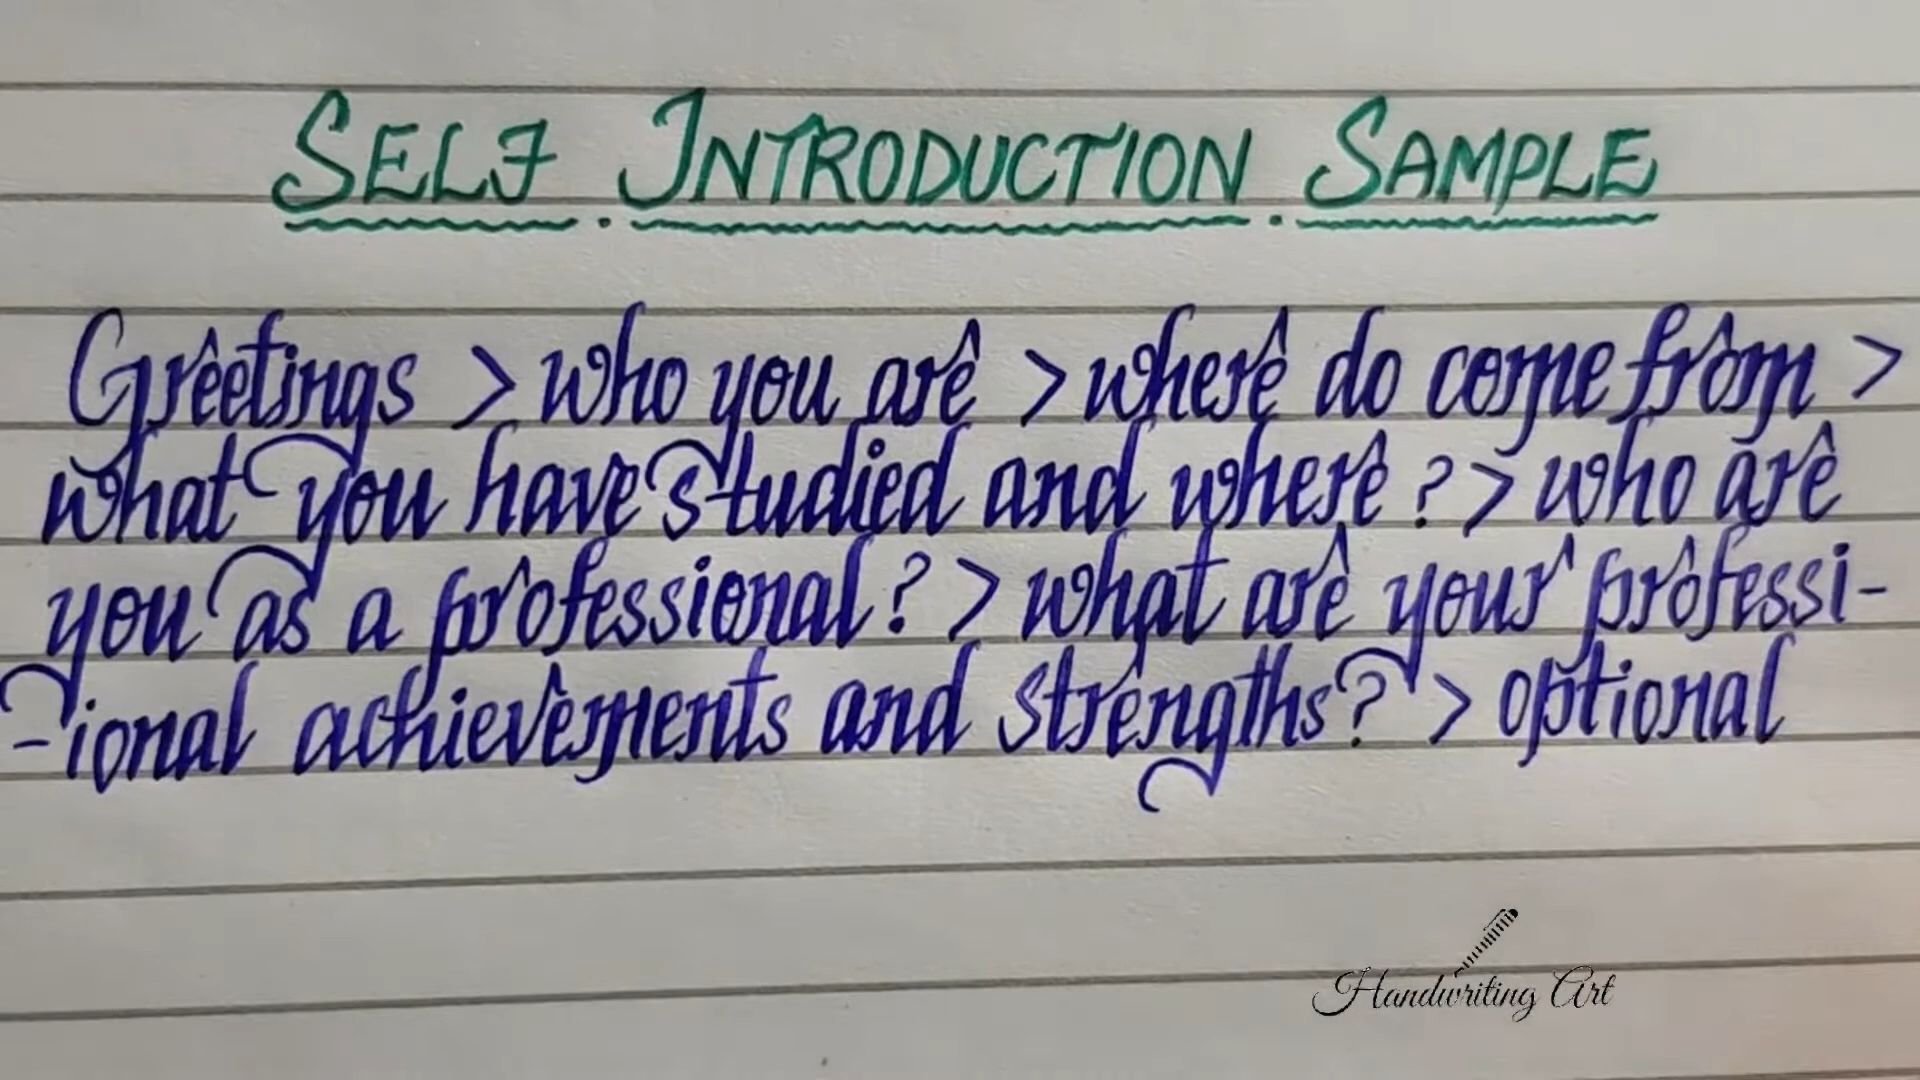 SELF INTRODUCTION SAMPLE
Greetings > who you are > where do come from >
what you have studied and where ? > who are
you as a professional ? > what are your professi-
-ional achievements and strengths? > optional
Handwriting Art